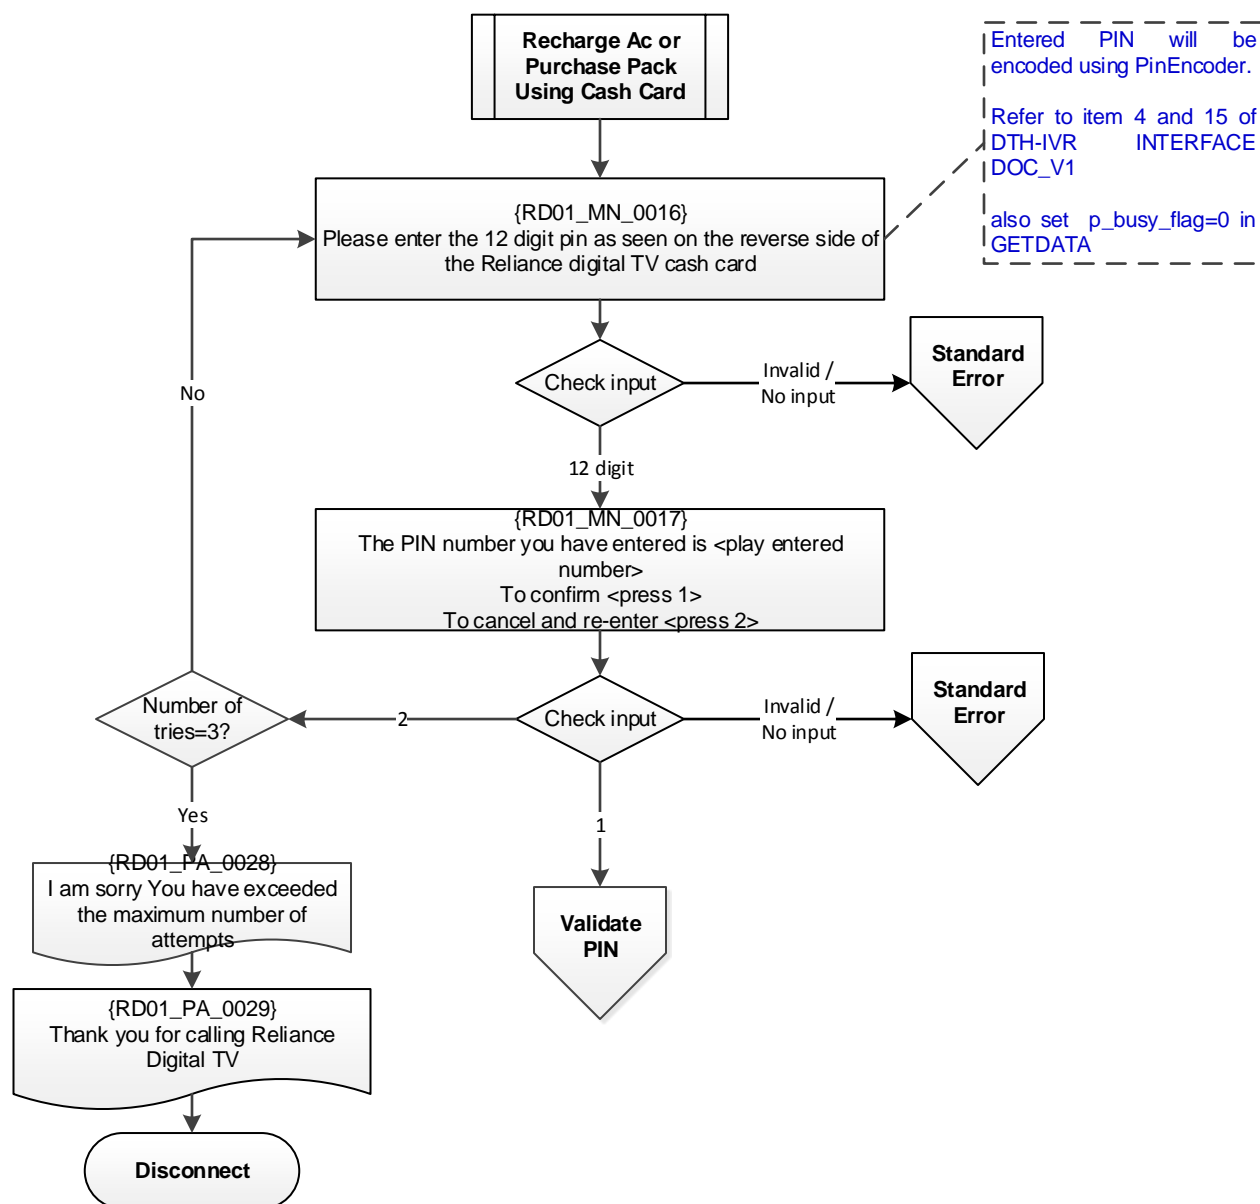 Recharge Ac or
Purchase Pack
Using Cash Card
Entered PIN will be
encoded using PinEncoder.
Refer to item 4 and 15 of
DTH-IVR INTERFACE
DOC_V1
also set p_busy_flag=0 in
GETDATA
{RD01_MN_0016}
Please enter the 12 digit pin as seen on the reverse side of
the Reliance digital TV cash card
Check input
Invalid /
No input
Standard
Error
No
12 digit
{RD01_MN_0017}
The PIN number you have entered is <play entered
number>
To confirm <press 1>
To cancel and re-enter <press 2>
Number of
tries=3?
2
Check input
Invalid /
No input
Standard
Error
Yes
1
{RD01_PA_0028}
I am sorry You have exceeded
the maximum number of
attempts
Validate
PIN
{RD01_PA_0029}
Thank you for calling Reliance
Digital TV
Disconnect